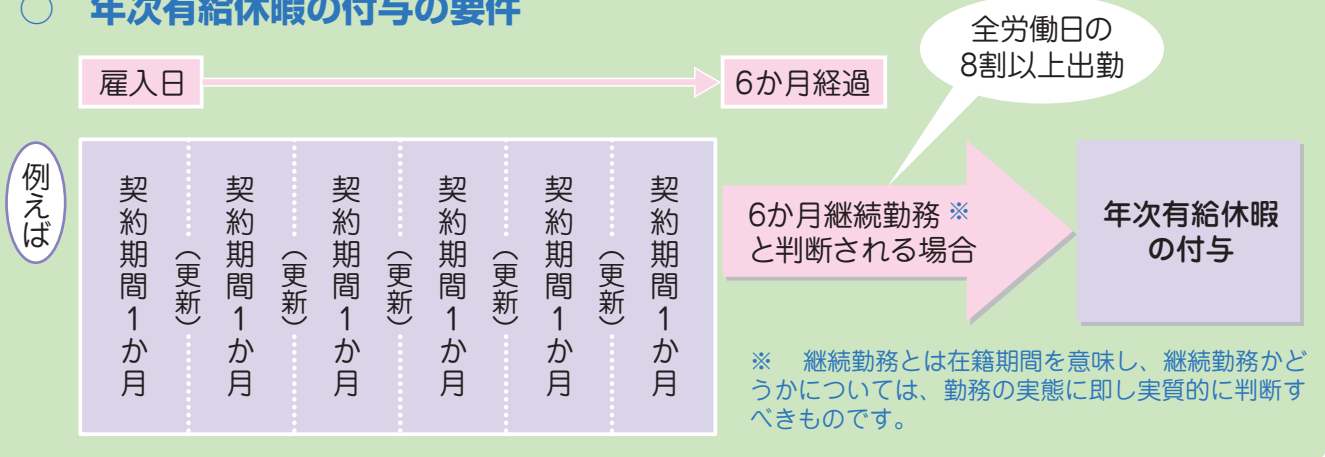 ○ 年次有給休暇の付与の要件
全労働日の
8割以上出勤
雇入日
6か月経過
例えば
契約期間1か月
（更新）
契約期間1か月
（更新）
契約期間1か月
（更新）
契約期間1か月
（更新）
契約期間1か月
（更新）
契約期間1か月
6か月継続勤務※
と判断される場合
年次有給休暇
の付与
※　継続勤務とは在籍期間を意味し、継続勤務かど
うかについては、勤務の実態に即し実質的に判断す
べきものです。